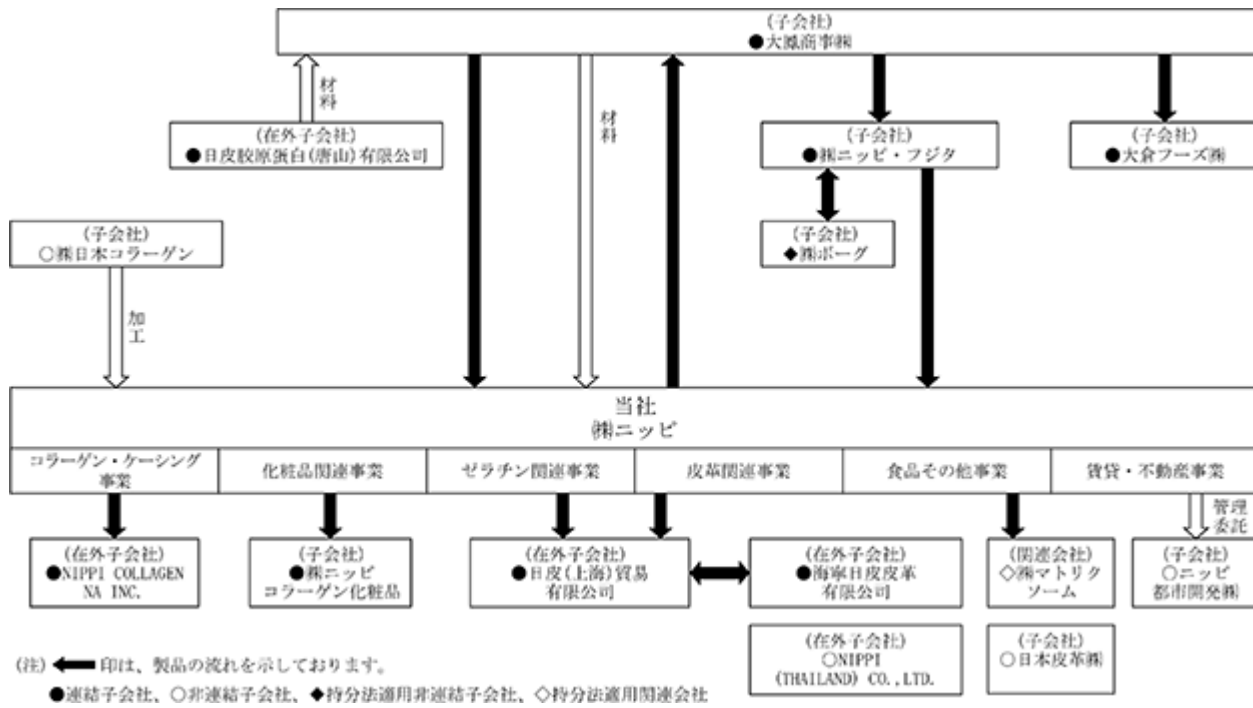 (子会社)
●大鳳商事㈱
材料
材料
(在外子会社)
●日皮胶原蛋白(唐山)有限公司
(子会社)
●㈱ニッピ・フジタ
(子会社)
●大倉フーズ㈱
(子会社)
○㈱日本コラーゲン
(子会社)
◆㈱ボーグ
加工
当社
㈱ニッピ
コラーゲン・ケーシング
事業
化粧品関連事業
ゼラチン関連事業
皮革関連事業
食品その他事業
賃貸・不動産事業
管理
委託
(在外子会社)
●NIPPI COLLAGEN
NA INC.
(子会社)
●㈱ニッピ
コラーゲン化粧品
(在外子会社)
●日皮(上海)貿易
有限公司
(在外子会社)
●海寧日皮皮革
有限公司
(関連会社)
◇㈱マトリク
ソーム
(子会社)
○ニッピ
都市開発㈱
(在外子会社)
○NIPPI
(THAILAND) CO.,LTD.
(子会社)
○日本皮革㈱
(注) 印は、製品の流れを示しております。
●連結子会社、○非連結子会社、◆持分法適用非連結子会社、◇持分法適用関連会社